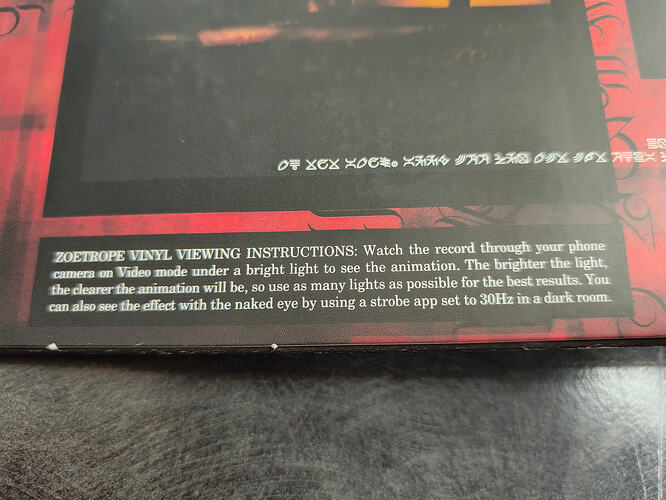 ZOETROPE VINYL VIEWING INSTRUCTIONS: Watch the record through your phone
camera on Video mode under a bright light to see the animation. The brighter the light,
the clearer the animation will be, so use as many lights as possible for the best results. You
can also see the effect with the naked eye by using a strobe app set to 30Hz in a dark room.